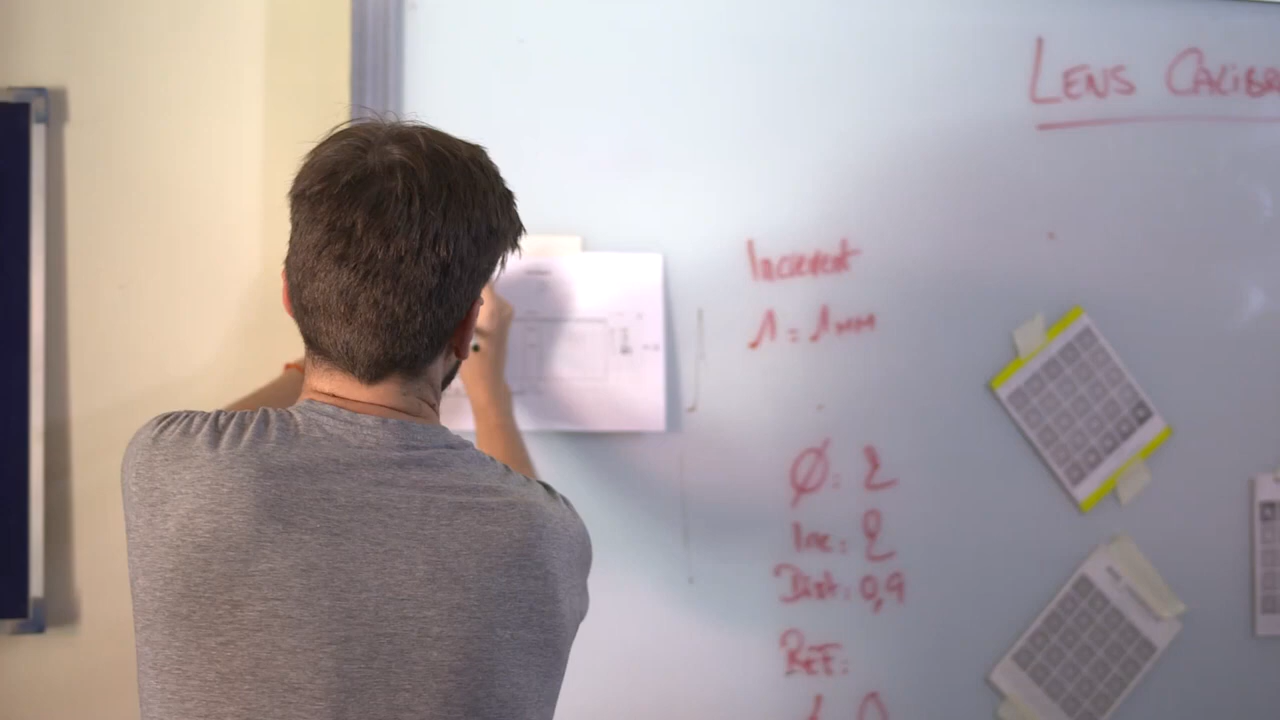 LENS CALIBR
Increment
1 = 1mm
Ø: 2
Inc: 2
Dist: 0,9
REF: